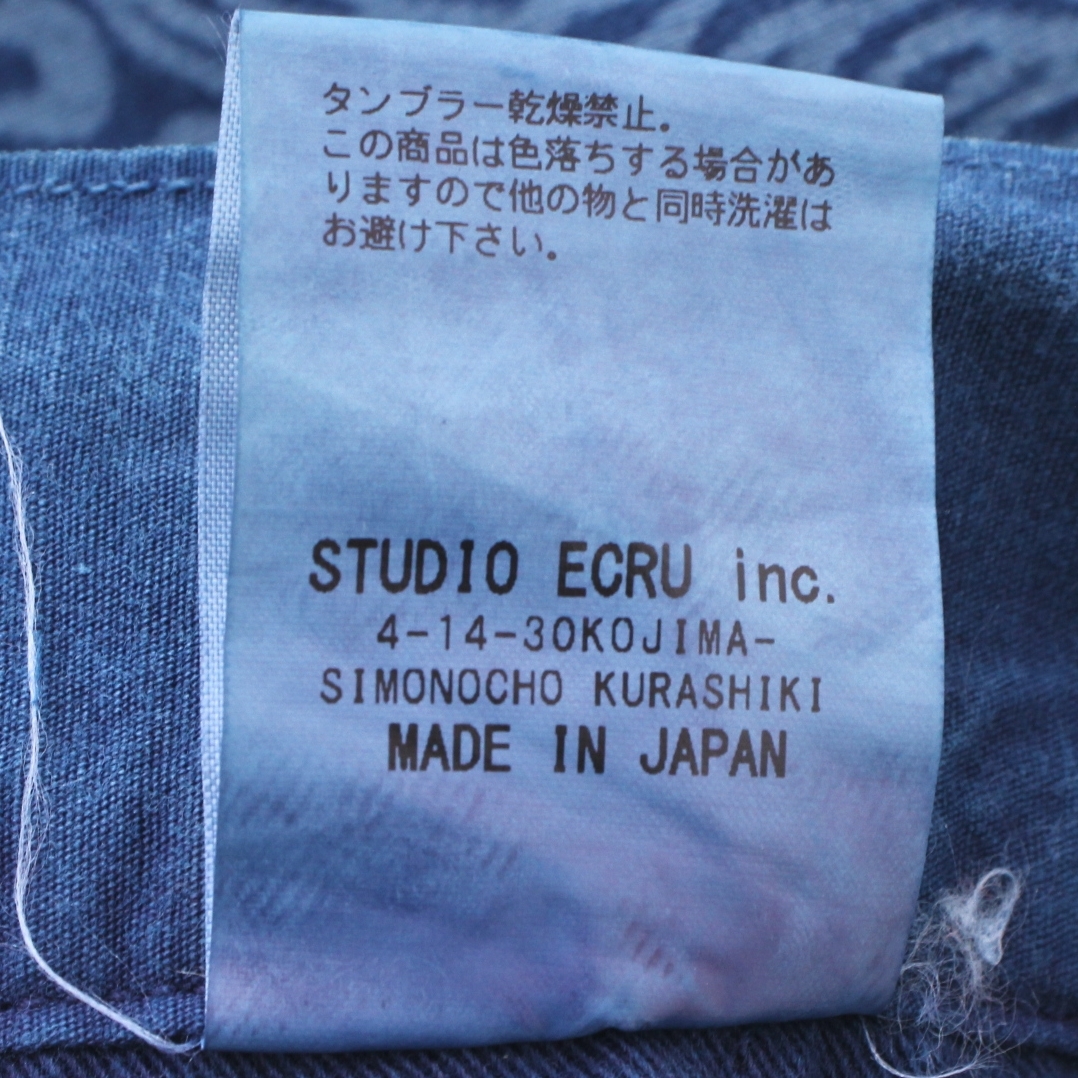 タンブラー乾燥禁止。
この商品は色落ちする場合があ
りますので他の物と同時洗濯は
お避け下さい。
STUDIO ECRU inc.
4-14-30KOJIMA-
SIMONOCHO KURASHIKI
MADE IN JAPAN